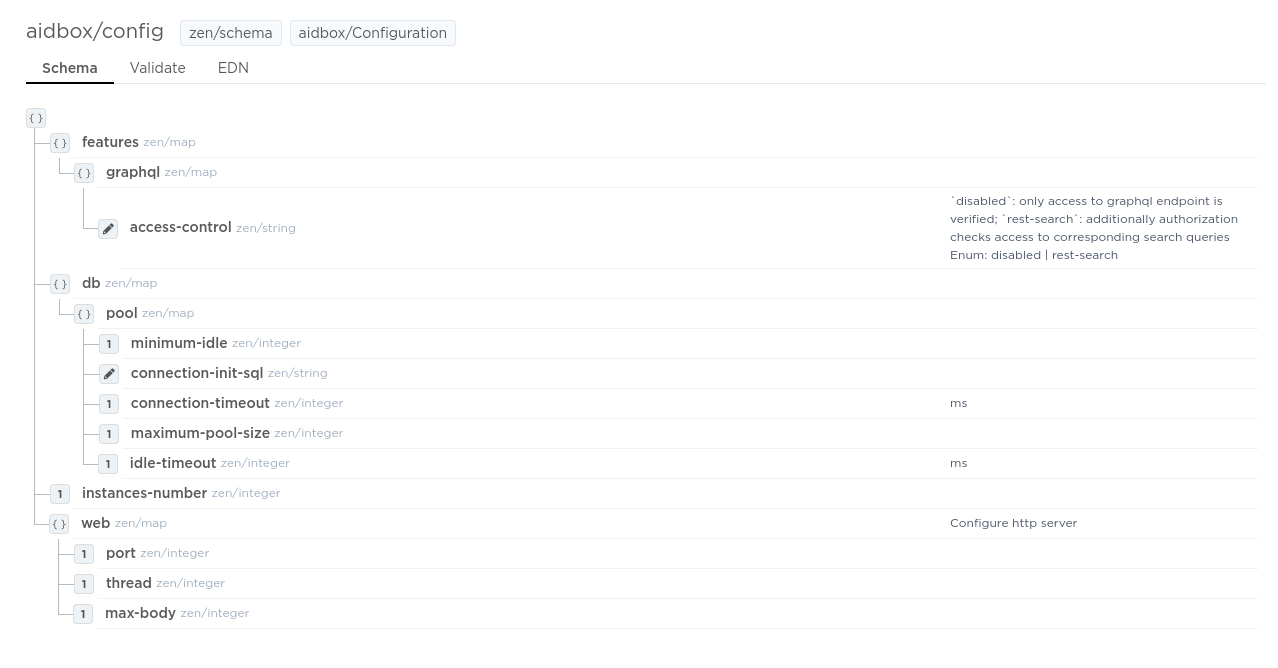 aidbox/config zen/schema aidbox/Configuration
Schema Validate EDN
{ }
{ } features zen/map
{ } graphql zen/map
`disabled`: only access to graphql endpoint is
verified; `rest-search`: additionally authorization
access-control zen/string
checks access to corresponding search queries
Enum: disabled | rest-search
{ } db zen/map
{ } pool zen/map
1 minimum-idle zen/integer
connection-init-sql zen/string
1 connection-timeout zen/integer ms
1 maximum-pool-size zen/integer
1 idle-timeout zen/integer ms
1 instances-number zen/integer
{ } web zen/map Configure http server
1 port zen/integer
1 thread zen/integer
1 max-body zen/integer